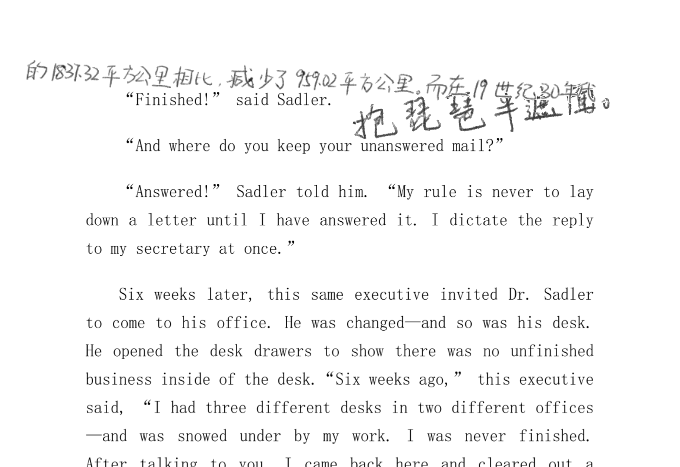 的1837.32平方公里相比，减少了959.02平方公里。而在19世纪30年
“Finished!” said Sadler.
抱琵琶半遮面。
“And where do you keep your unanswered mail?”
“Answered!” Sadler told him. “My rule is never to lay
down a letter until I have answered it. I dictate the reply
to my secretary at once.”
Six weeks later, this same executive invited Dr. Sadler
to come to his office. He was changed—and so was his desk.
He opened the desk drawers to show there was no unfinished
business inside of the desk.“Six weeks ago,” this executive
said, “I had three different desks in two different offices
—and was snowed under by my work. I was never finished.
After talking to you, I came back here and cleared out a